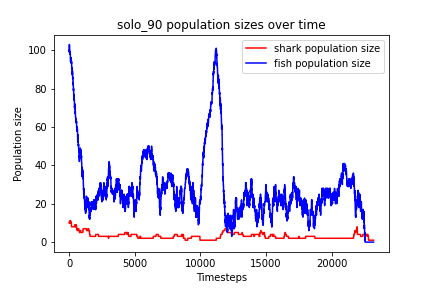 solo_90 population sizes over time
shark population size
fish population size
Population size
100
80
60
40
20
0
0
5000
10000
15000
20000
Timesteps